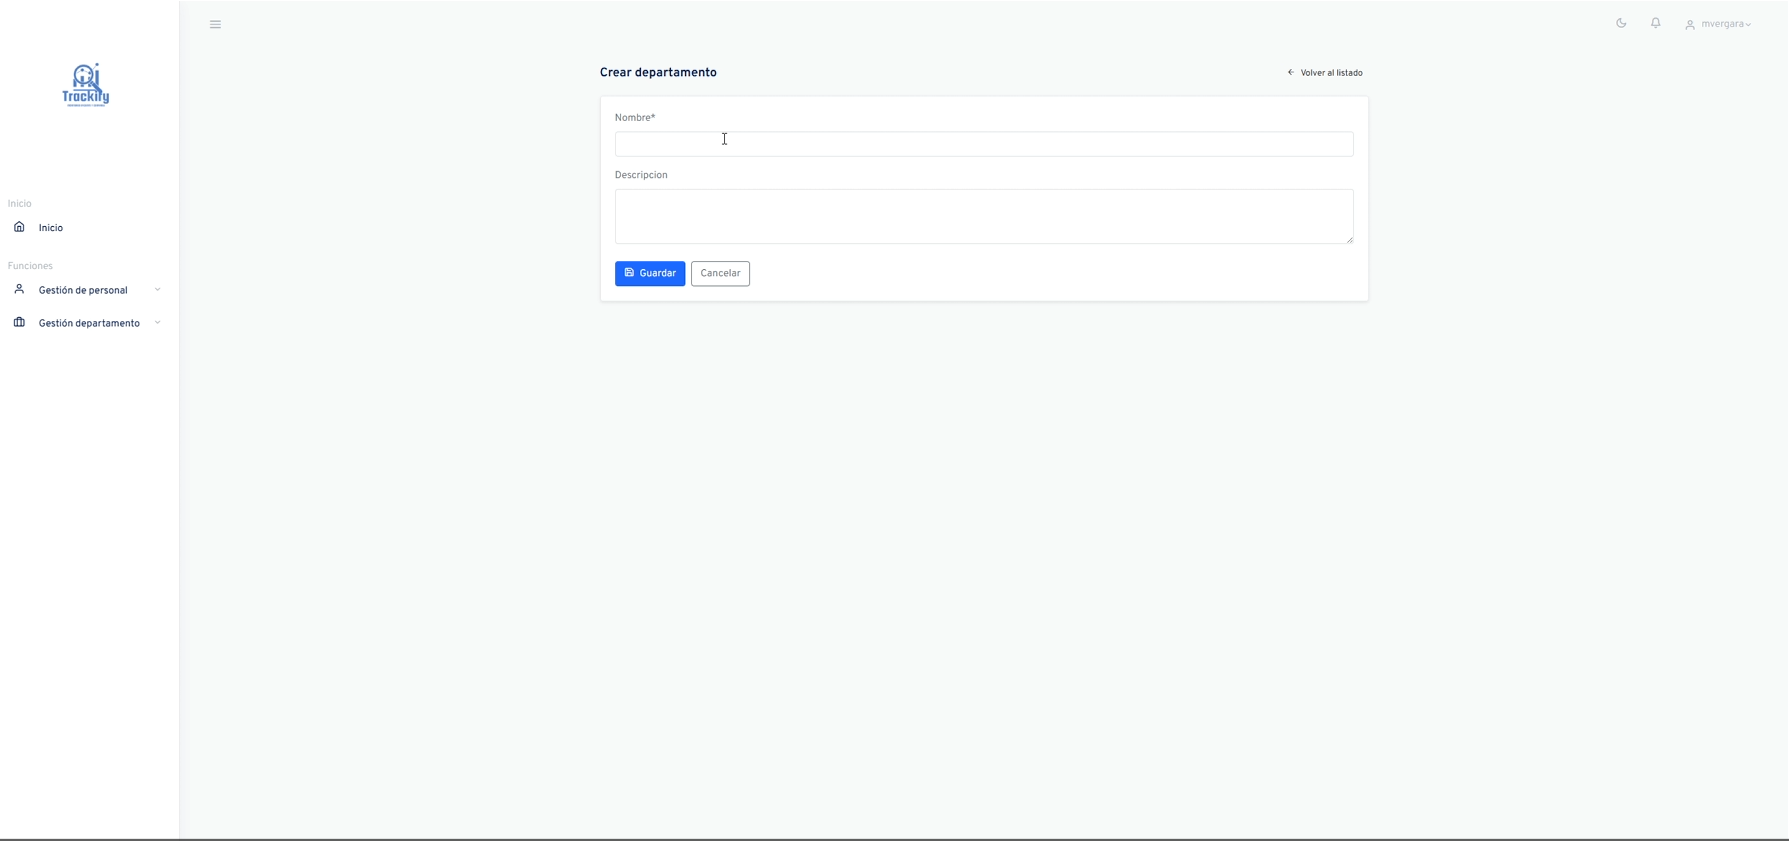 mvergara
Trackify
Crear departamento
Volver al listado
Nombre*
Descripcion
Guardar
Cancelar
Inicio
Inicio
Funciones
Gestión de personal
Gestión departamento